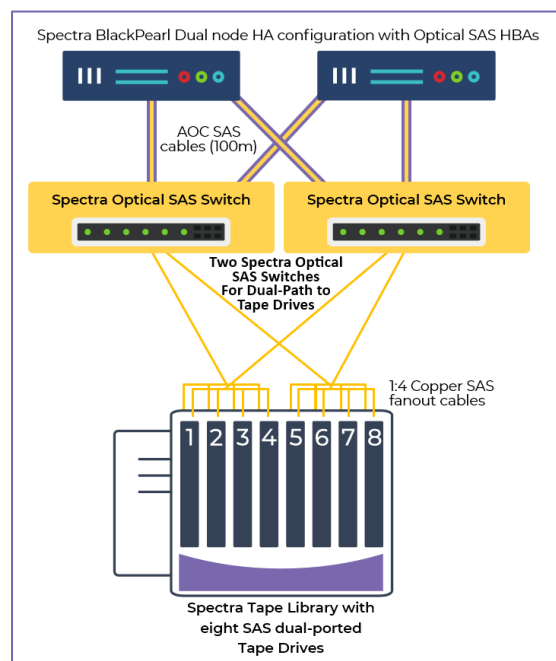 Spectra BlackPearl Dual node HA configuration with Optical SAS HBAs
AOC SAS
cables (100m)
Spectra Optical SAS Switch
Spectra Optical SAS Switch
Two Spectra Optical
SAS Switches
For Dual-Path to
Tape Drives
1:4 Copper SAS
fanout cables
1 2 3 4 5 6 7 8
Spectra Tape Library with
eight SAS dual-ported
Tape Drives